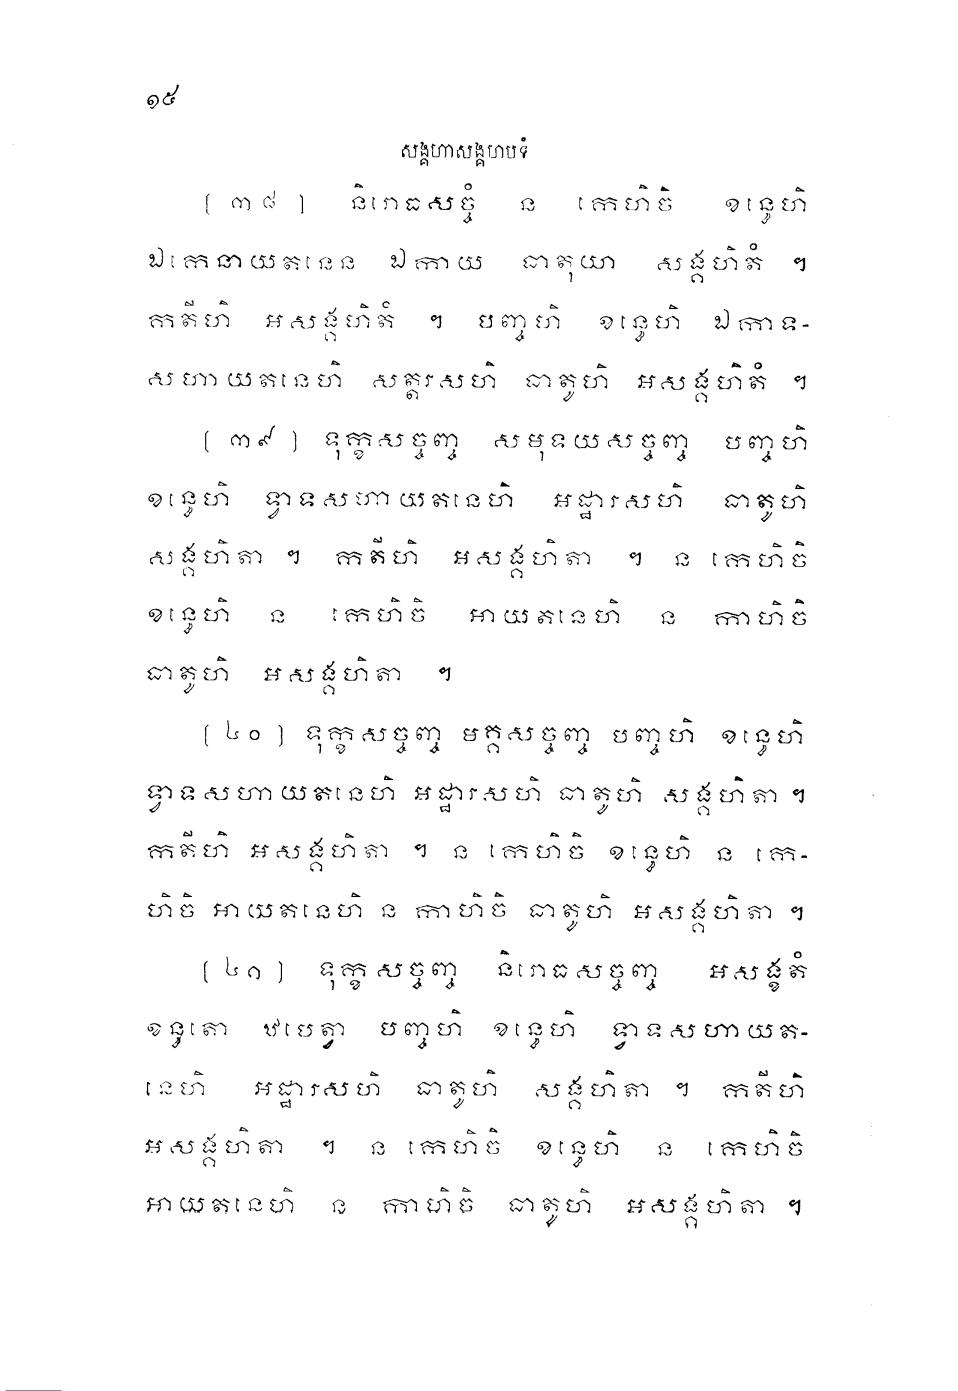 ១៥
សង្គហាសង្គហបទំ
[ ៣៨ ] និរោធសច្ចំ ន កេហិចិ ខន្ធេហិ
ឯកេនាយតនេន ឯកាយ ធាតុយា សង្គហិតំ ។
កតីហិ អសង្គហិតំ ។ បញ្ចហិ ខន្ធេហិ ឯកាទ-
សហាយតនេហិ សត្តរសហិ ធាតូហិ អសង្គហិតំ ។
[ ៣៩ ] ទុក្ខសច្ចញ្ច សមុទយសច្ចញ្ច បញ្ចហិ
ខន្ធេហិ ទ្វាទសហាយតនេហិ អដ្ឋារសហិ ធាតូហិ
សង្គហិតា ។ កតីហិ អសង្គហិតា ។ ន កេហិចិ
ខន្ធេហិ ន កេហិចិ អាយតនេហិ ន កាហិចិ
ធាតូហិ អសង្គហិតា ។
[ ៤០ ] ទុក្ខសច្ចញ្ច មគ្គសច្ចញ្ច បញ្ចហិ ខន្ធេហិ
ទ្វាទសហាយតនេហិ អដ្ឋារសហិ ធាតូហិ សង្គហិតា ។
កតីហិ អសង្គហិតា ។ ន កេហិចិ ខន្ធេហិ ន កេ-
ហិចិ អាយតនេហិ ន កាហិចិ ធាតូហិ អសង្គហិតា ។
[ ៤១ ] ទុក្ខសច្ចញ្ច និរោធសច្ចញ្ច អសង្ខតំ
ខន្ធតោ ឋបេត្វា បញ្ចហិ ខន្ធេហិ ទ្វាទសហាយត-
នេហិ អដ្ឋារសហិ ធាតូហិ សង្គហិតា ។ កតីហិ
អសង្គហិតា ។ ន កេហិចិ ខន្ធេហិ ន កេហិចិ
អាយតនេហិ ន កាហិចិ ធាតូហិ អសង្គហិតា ។